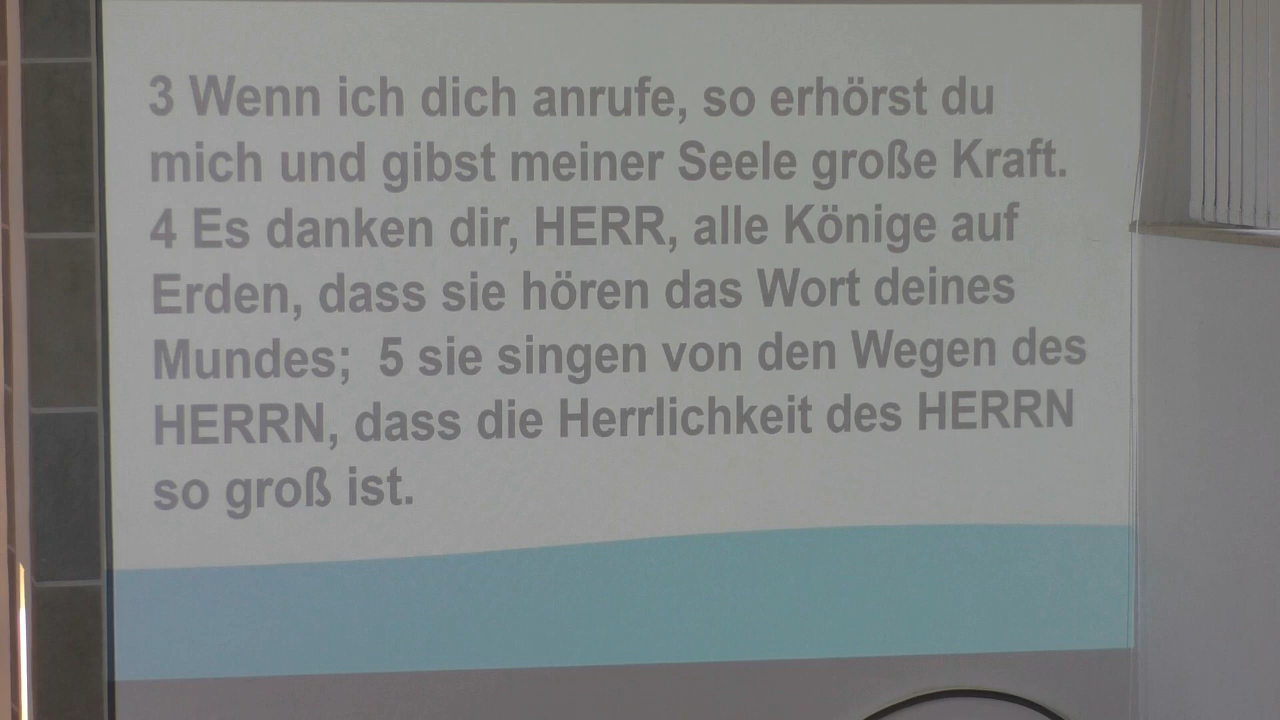 3 Wenn ich dich anrufe, so erhörst du
mich und gibst meiner Seele große Kraft.
4 Es danken dir, HERR, alle Könige auf
Erden, dass sie hören das Wort deines
Mundes;  5 sie singen von den Wegen des
HERRN, dass die Herrlichkeit des HERRN
so groß ist.